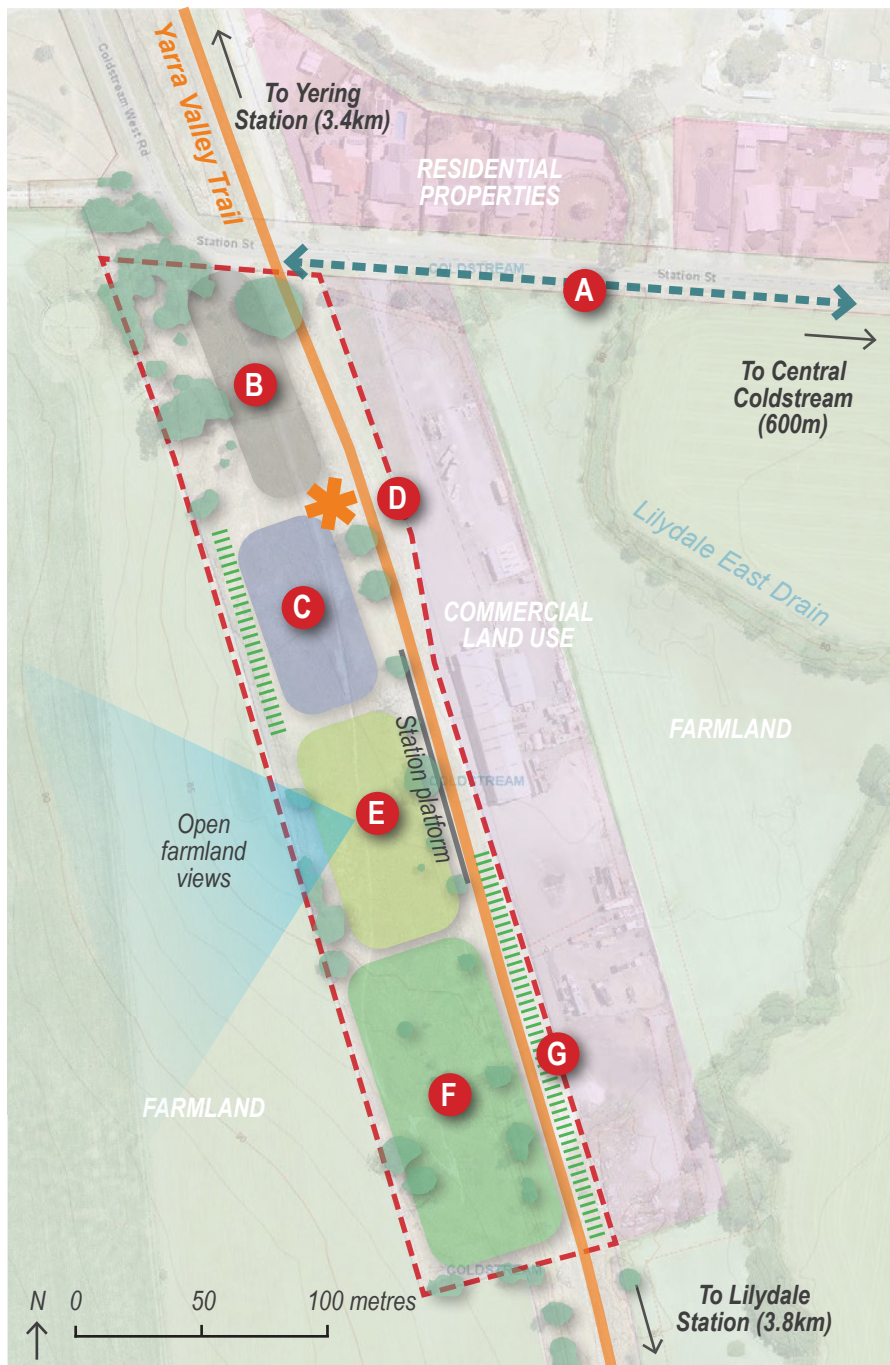 Coldstream West Rd
Yarra Valley Trail
To Yering
Station (3.4km)
RESIDENTIAL
PROPERTIES
Station St
COLDSTREAM
Station St
A
To Central
Coldstream
(600m)
B
D
Lilydale East Drain
C
COMMERCIAL
LAND USE
FARMLAND
Station platform
COLDSTREAM
E
Open
farmland
views
G
F
FARMLAND
COLDSTREAM
N 0 50 100 metres
To Lilydale
Station (3.8km)